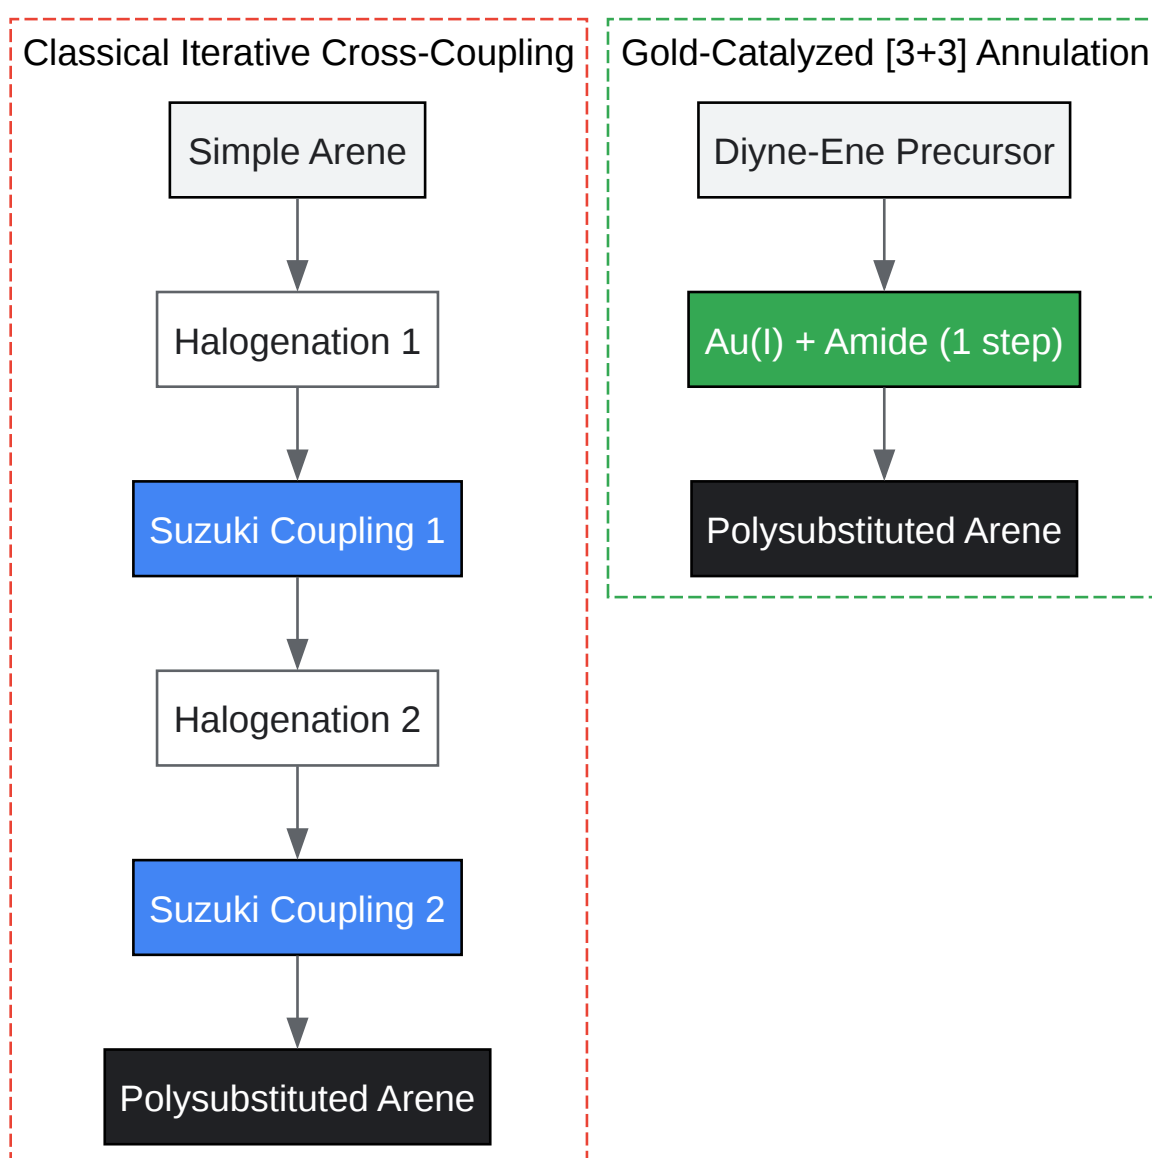 Classical Iterative Cross-Coupling
Simple Arene
Halogenation 1
Suzuki Coupling 1
Halogenation 2
Suzuki Coupling 2
Polysubstituted Arene
Gold-Catalyzed [3+3] Annulation
Diyne-Ene Precursor
Au(I) + Amide (1 step)
Polysubstituted Arene